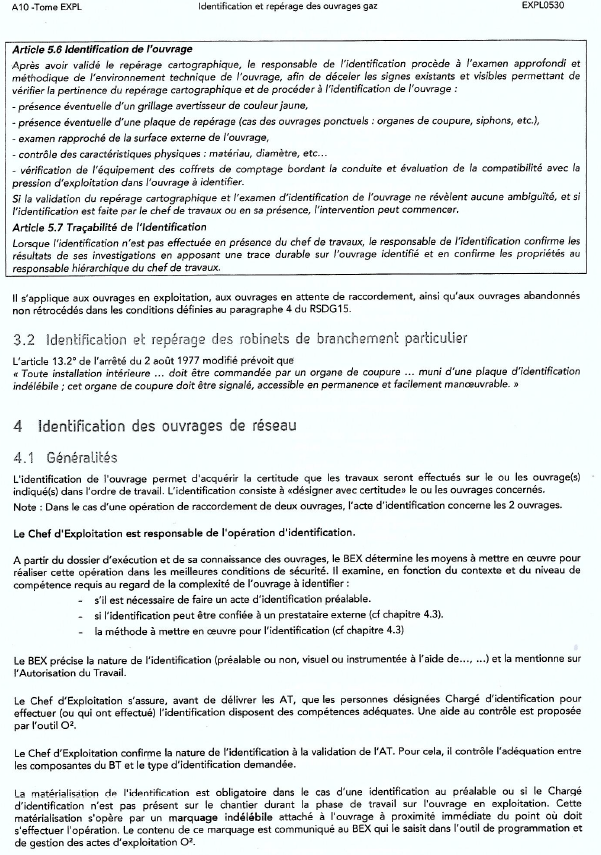 A10 -Tome EXPL
Identification et repérage des ouvrages gaz
EXPL0530
Article 5.6 Identification de l'ouvrage
Après avoir validé le repérage cartographique, le responsable de l'identification procède à l'examen approfondi et
méthodique de l'environnement technique de l'ouvrage, afin de déceler les signes existants et visibles permettant de
vérifier la pertinence du repérage cartographique et de procéder à l'identification de l'ouvrage :
- présence éventuelle d'un grillage avertisseur de couleur jaune,
- présence éventuelle d'une plaque de repérage (cas des ouvrages ponctuels : organes de coupure, siphons, etc.),
- examen rapproché de la surface externe de l'ouvrage,
- contrôle des caractéristiques physiques : matériau, diamètre, etc...
- vérification de l'équipement des coffrets de comptage bordant la conduite et évaluation de la compatibilité avec la
pression d'exploitation dans l'ouvrage à identifier.
Si la validation du repérage cartographique et l'examen d'identification de l'ouvrage ne révèlent aucune ambiguïté, et si
l'identification est faite par le chef de travaux ou en sa présence, l'intervention peut commencer.
Article 5.7 Traçabilité de l'Identification
Lorsque l'identification n'est pas effectuée en présence du chef de travaux, le responsable de l'identification confirme les
résultats de ses investigations en apposant une trace durable sur l'ouvrage identifié et en confirme les propriétés au
responsable hiérarchique du chef de travaux.
Il s'applique aux ouvrages en exploitation, aux ouvrages en attente de raccordement, ainsi qu'aux ouvrages abandonnés
non rétrocédés dans les conditions définies au paragraphe 4 du RSDG15.
3.2 Identification et repérage des robinets de branchement particulier
L'article 13.2° de l'arrêté du 2 août 1977 modifié prévoit que
« Toute installation intérieure ... doit être commandée par un organe de coupure ... muni d'une plaque d'identification
indélébile ; cet organe de coupure doit être signalé, accessible en permanence et facilement manœuvrable. »
4 Identification des ouvrages de réseau
4.1 Généralités
L'identification de l'ouvrage permet d'acquérir la certitude que les travaux seront effectués sur le ou les ouvrage(s)
indiqué(s) dans l'ordre de travail. L'identification consiste à «désigner avec certitude» le ou les ouvrages concernés.
Note : Dans le cas d'une opération de raccordement de deux ouvrages, l'acte d'identification concerne les 2 ouvrages.
Le Chef d'Exploitation est responsable de l'opération d'identification.
A partir du dossier d'exécution et de sa connaissance des ouvrages, le BEX détermine les moyens à mettre en œuvre pour
réaliser cette opération dans les meilleures conditions de sécurité. Il examine, en fonction du contexte et du niveau de
compétence requis au regard de la complexité de l'ouvrage à identifier :
- s'il est nécessaire de faire un acte d'identification préalable.
- si l'identification peut être confiée à un prestataire externe (cf chapitre 4.3).
- la méthode à mettre en œuvre pour l'identification (cf chapitre 4.3)
Le BEX précise la nature de l'identification (préalable ou non, visuel ou instrumentée à l'aide de..., ...) et la mentionne sur
l'Autorisation du Travail.
Le Chef d'Exploitation s'assure, avant de délivrer les AT, que les personnes désignées Chargé d'identification pour
effectuer (ou qui ont effectué) l'identification disposent des compétences adéquates. Une aide au contrôle est proposée
par l'outil O².
Le Chef d'Exploitation confirme la nature de l'identification à la validation de l'AT. Pour cela, il contrôle l'adéquation entre
les composantes du BT et le type d'identification demandée.
La matérialisation de l'identification est obligatoire dans le cas d'une identification au préalable ou si le Chargé
d'identification n'est pas présent sur le chantier durant la phase de travail sur l'ouvrage en exploitation. Cette
matérialisation s'opère par un marquage indélébile attaché à l'ouvrage à proximité immédiate du point où doit
s'effectuer l'opération. Le contenu de ce marquage est communiqué au BEX qui le saisit dans l'outil de programmation et
de gestion des actes d'exploitation O².